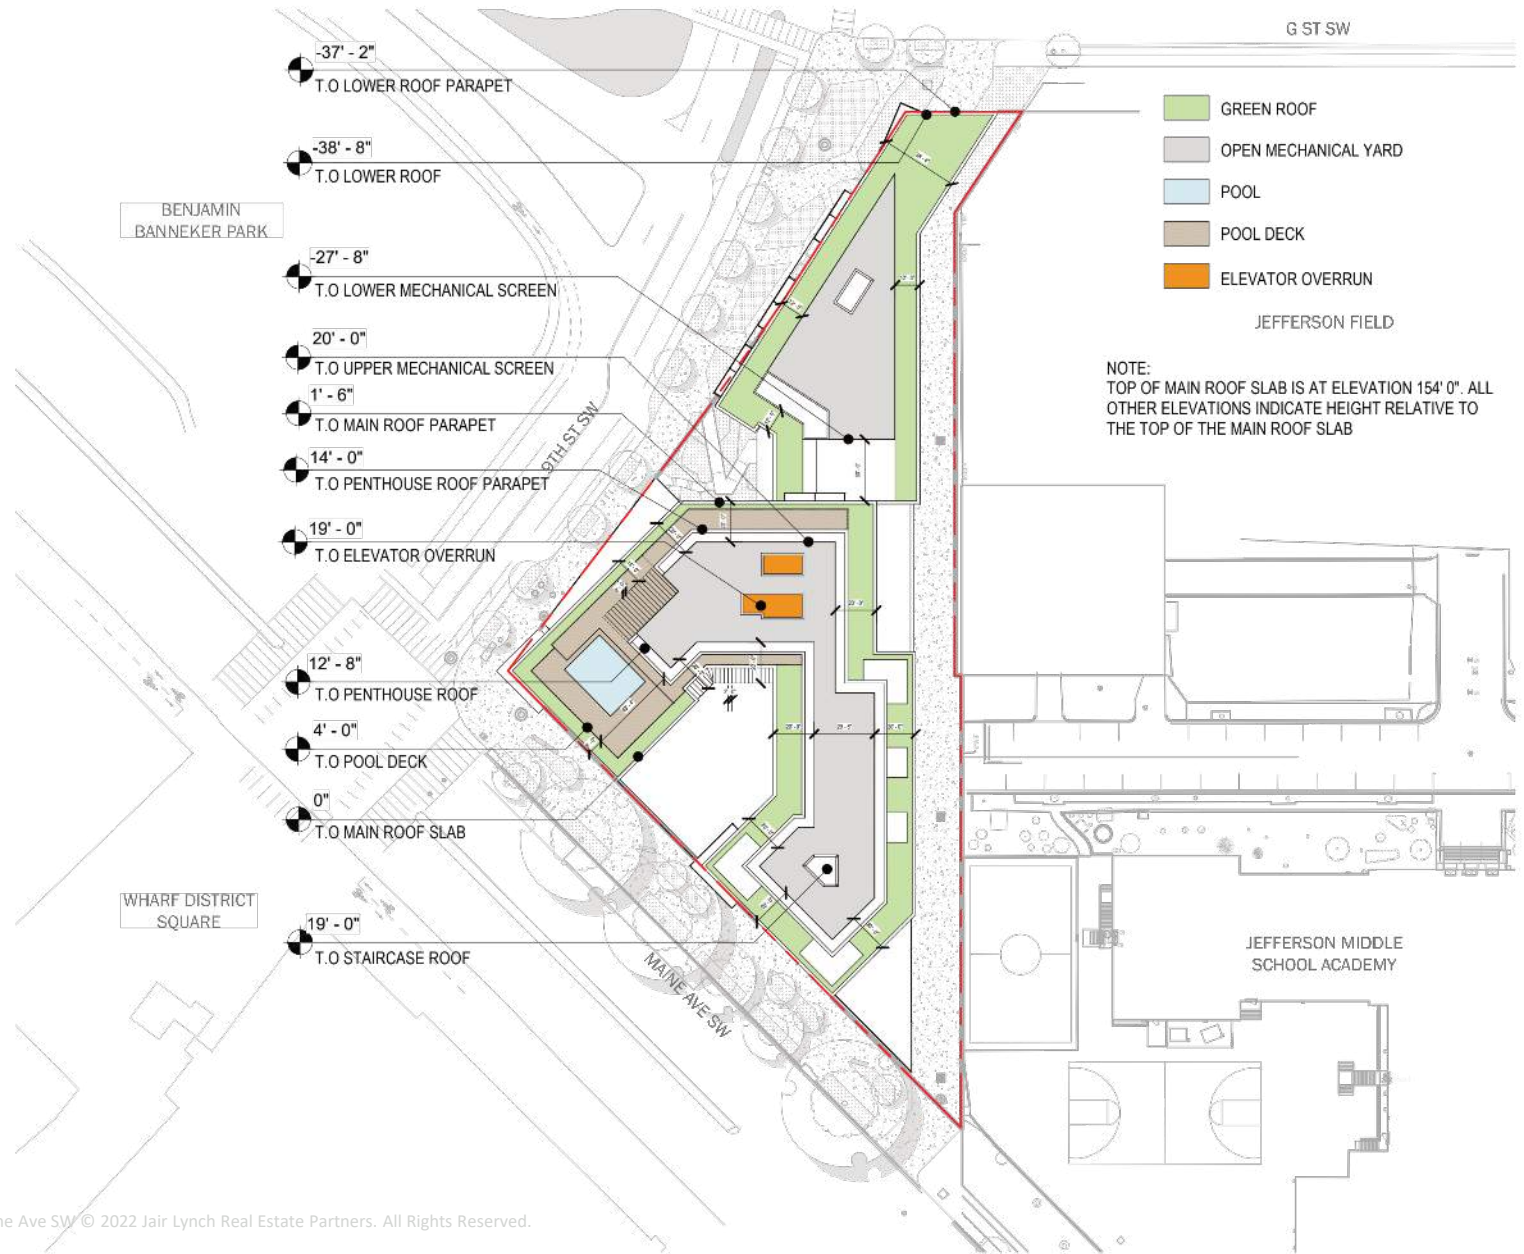 G ST SW
-37' - 2"
T.O LOWER ROOF PARAPET
-38' - 8"
T.O LOWER ROOF
BENJAMIN
BANNEKER PARK
-27' - 8"
T.O LOWER MECHANICAL SCREEN
20' - 0"
T.O UPPER MECHANICAL SCREEN
1' - 6"
T.O MAIN ROOF PARAPET
14' - 0"
T.O PENTHOUSE ROOF PARAPET
19' - 0"
T.O ELEVATOR OVERRUN
12' - 8"
T.O PENTHOUSE ROOF
4' - 0"
T.O POOL DECK
0"
T.O MAIN ROOF SLAB
WHARF DISTRICT
SQUARE
19' - 0"
T.O STAIRCASE ROOF
9TH ST SW
MAINE AVE SW
GREEN ROOF
OPEN MECHANICAL YARD
POOL
POOL DECK
ELEVATOR OVERRUN
JEFFERSON FIELD
NOTE:
TOP OF MAIN ROOF SLAB IS AT ELEVATION 154' 0". ALL
OTHER ELEVATIONS INDICATE HEIGHT RELATIVE TO
THE TOP OF THE MAIN ROOF SLAB
JEFFERSON MIDDLE
SCHOOL ACADEMY
ne Ave SW © 2022 Jair Lynch Real Estate Partners. All Rights Reserved.